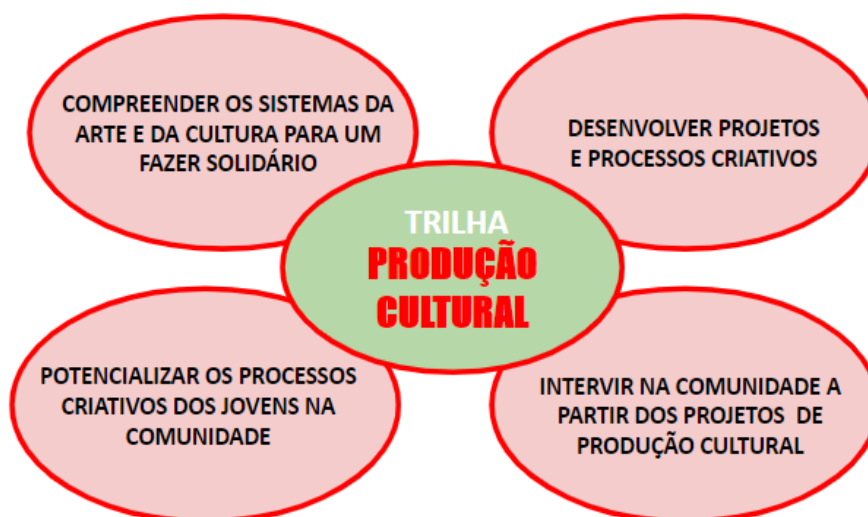 COMPREENDER OS SISTEMAS DA
ARTE E DA CULTURA PARA UM
FAZER SOLIDÁRIO
DESENVOLVER PROJETOS
E PROCESSOS CRIATIVOS
TRILHA
PRODUÇÃO
CULTURAL
POTENCIALIZAR OS PROCESSOS
CRIATIVOS DOS JOVENS NA
COMUNIDADE
INTERVIR NA COMUNIDADE A
PARTIR DOS PROJETOS DE
PRODUÇÃO CULTURAL